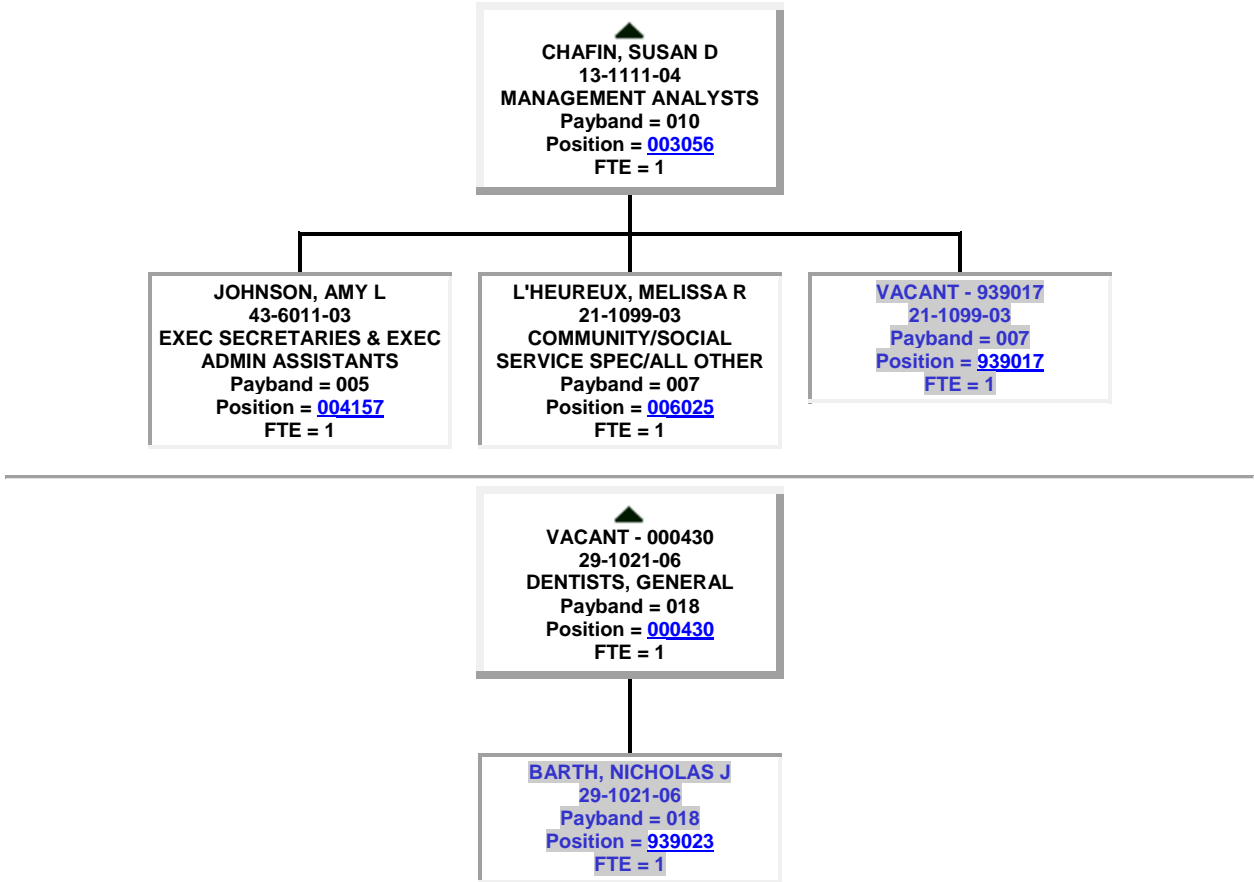 CHAFIN, SUSAN D
13-1111-04
MANAGEMENT ANALYSTS
Payband = 010
Position = 003056
FTE = 1
JOHNSON, AMY L
43-6011-03
EXEC SECRETARIES & EXEC
ADMIN ASSISTANTS
Payband = 005
Position = 004157
FTE = 1
L'HEUREUX, MELISSA R
21-1099-03
COMMUNITY/SOCIAL
SERVICE SPEC/ALL OTHER
Payband = 007
Position = 006025
FTE = 1
VACANT - 939017
21-1099-03
Payband = 007
Position = 939017
FTE = 1
VACANT - 000430
29-1021-06
DENTISTS, GENERAL
Payband = 018
Position = 000430
FTE = 1
BARTH, NICHOLAS J
29-1021-06
Payband = 018
Position = 939023
FTE = 1